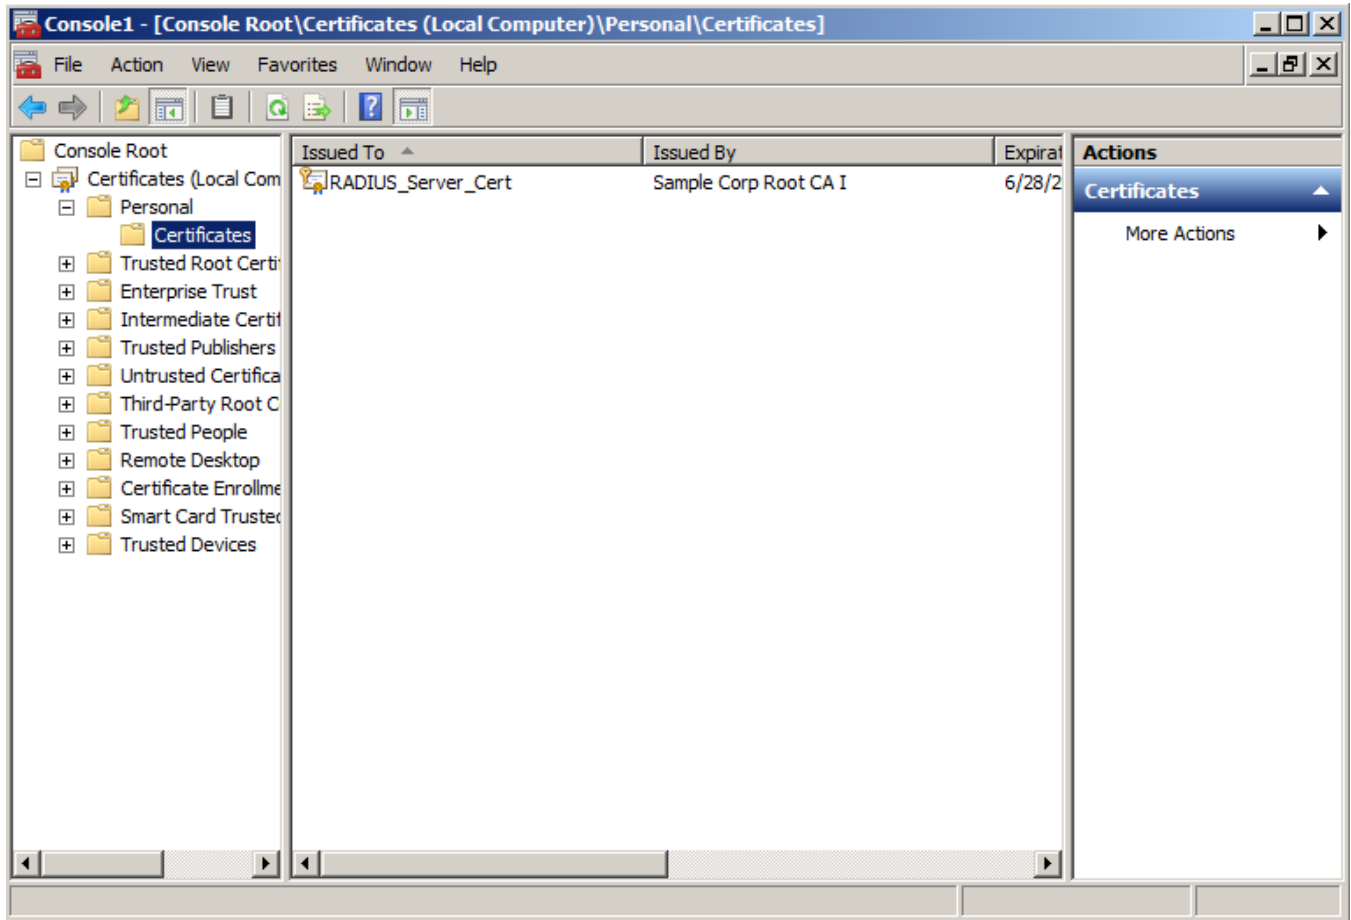 Console1 - [Console Root\Certificates (Local Computer)\Personal\Certificates]
File Action View Favorites Window Help
Console Root
Certificates (Local Com
Personal
Certificates
Trusted Root Certif
Enterprise Trust
Intermediate Certif
Trusted Publishers
Untrusted Certifica
Third-Party Root C
Trusted People
Remote Desktop
Certificate Enrollme
Smart Card Trusted
Trusted Devices
Issued To Issued By Expirat
RADIUS_Server_Cert Sample Corp Root CA I 6/28/2
Actions
Certificates
More Actions